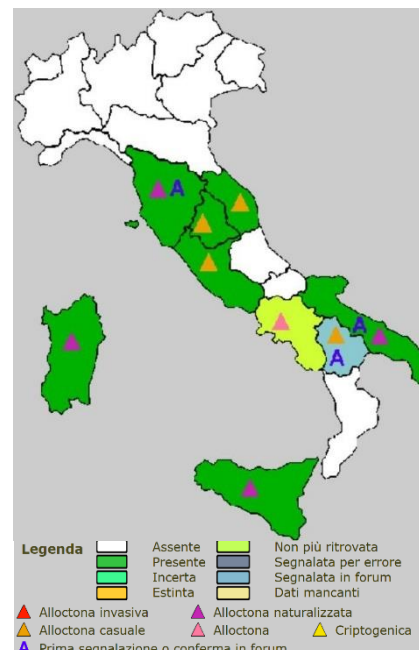 A
A
A
Legenda
Assente Non più ritrovata
Presente Segnalata per errore
Incerta Segnalata in forum
Estinta Dati mancanti
Alloctona invasiva Alloctona naturalizzata
Alloctona casuale Alloctona Criptogenica
A Prima segnalazione o conferma in forum